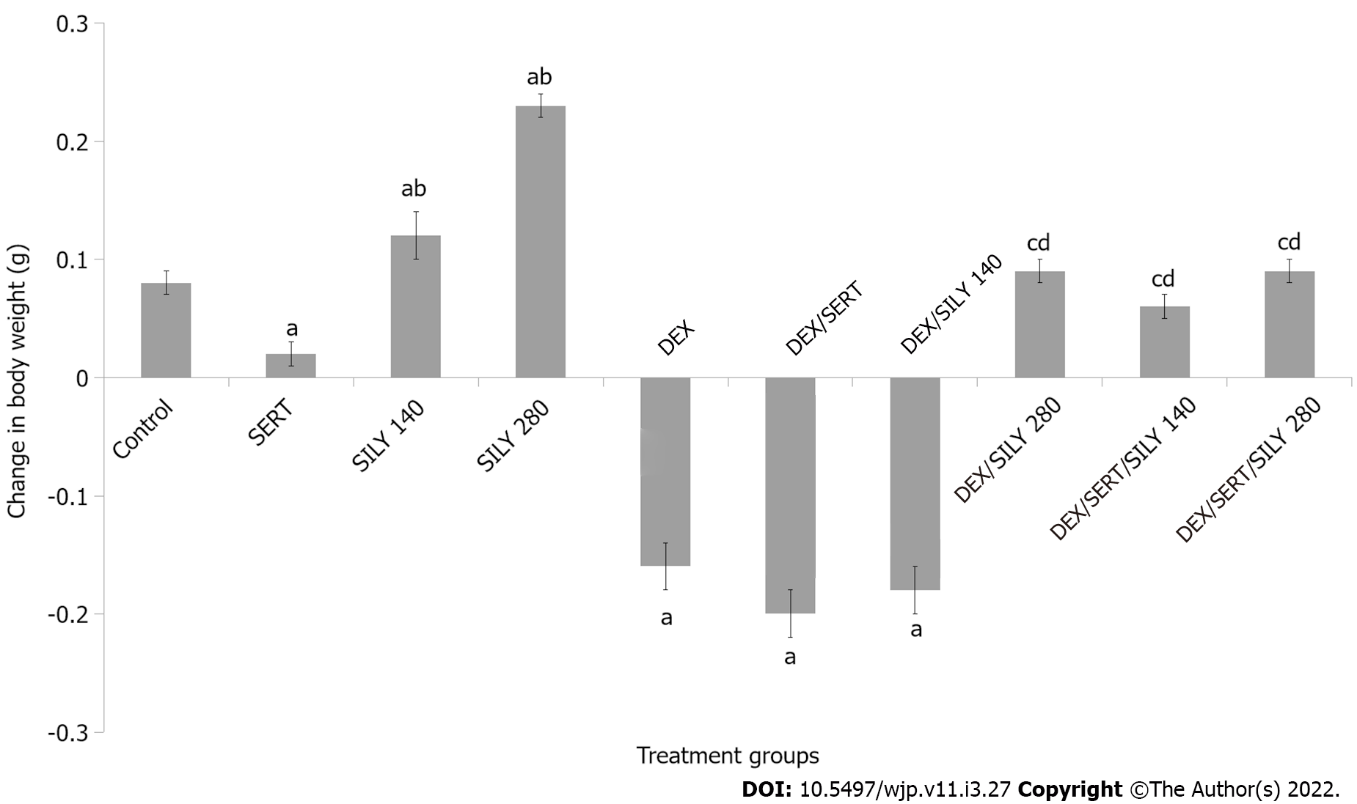 0.3
ab
0.2
ab
Change in body weight (g)
0.1
cd
cd
cd
a
DEX
DEX/SERT
DEX/SILY 140
0
Control
SERT
SILY 140
SILY 280
DEX/SILY 280
DEX/SERT/SILY 140
DEX/SERT/SILY 280
-0.1
-0.2
a
a
a
-0.3
Treatment groups
DOI: 10.5497/wjp.v11.i3.27 Copyright ©The Author(s) 2022.